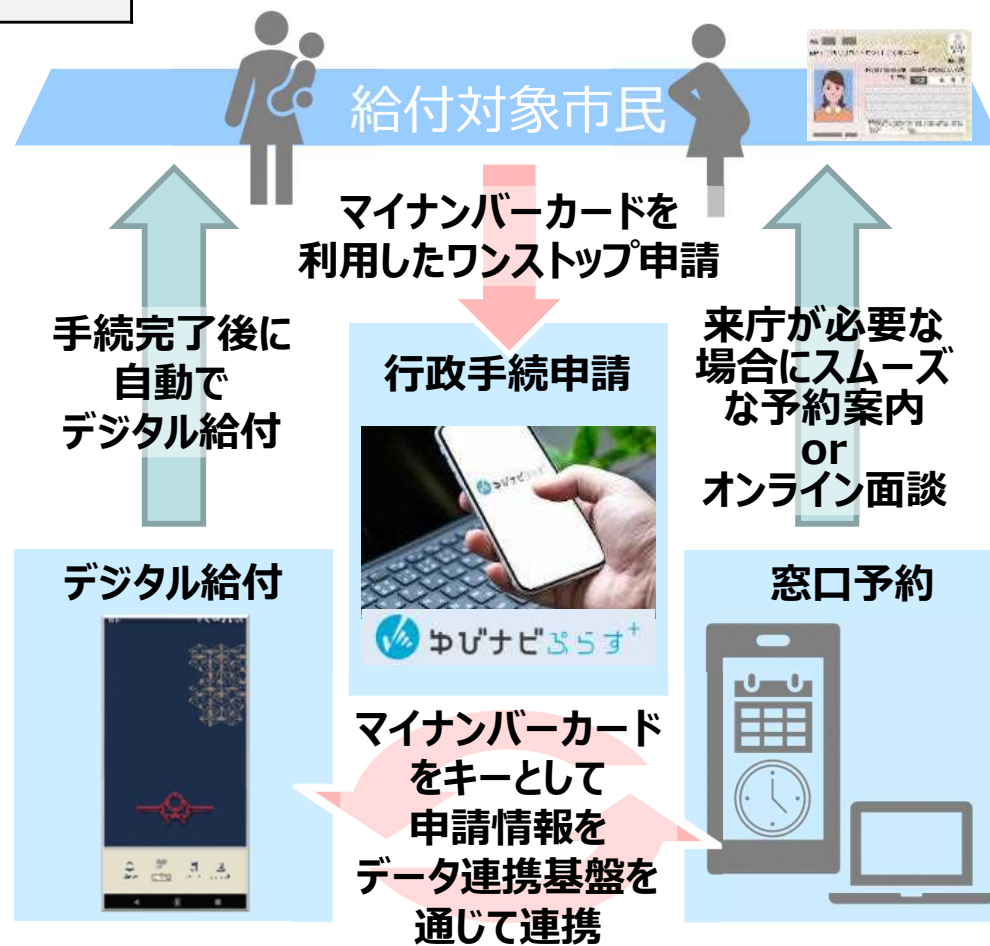 給付対象市民
マイナンバーカードを
利用したワンストップ申請
手続完了後に
自動で
デジタル給付
来庁が必要な
場合にスムーズ
な予約案内
or
オンライン面談
行政手続申請
ゆびナビ
ゆびナビぷらす+
デジタル給付
窓口予約
マイナンバーカード
をキーとして
申請情報を
データ連携基盤を
通じて連携